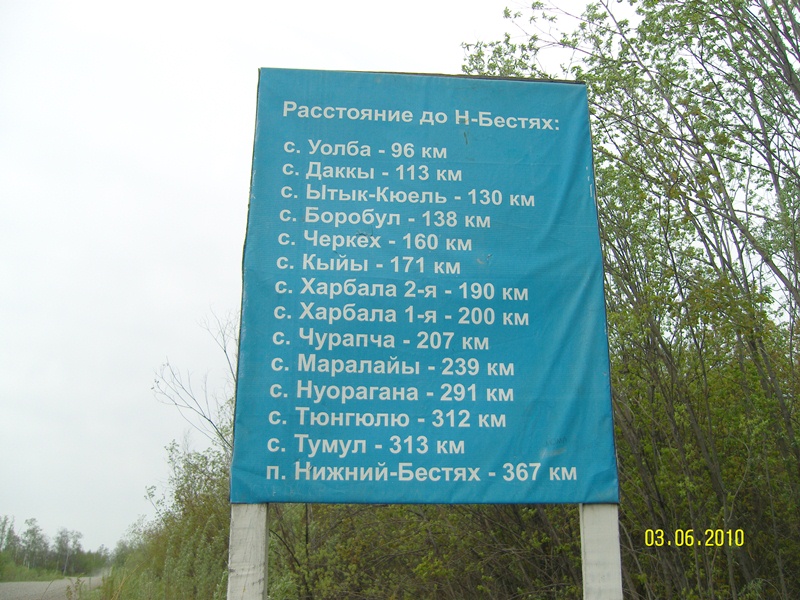 Расстояние до Н-Бестях:
с. Уолба - 96 км
с. Даккы - 113 км
с. Ытык-Кюель - 130 км
с. Боробул - 138 км
с. Черкёх - 160 км
с. Кыйы - 171 км
с. Харбала 2-я - 190 км
с. Харбала 1-я - 200 км
с. Чурапча - 207 км
с. Маралайы - 239 км
с. Нуорагана - 291 км
с. Тюнгюлю - 312 км
с. Тумул - 313 км
п. Нижний-Бестях - 367 км
03.06.2010